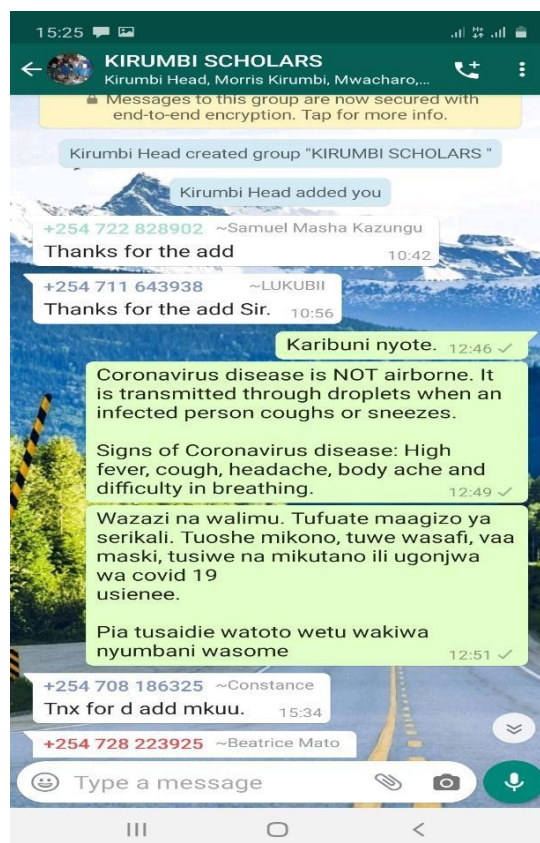 15:25
KIRUMBI SCHOLARS
Kirumbi Head, Morris Kirumbi, Mwacharo,...
Messages to this group are now secured with
end-to-end encryption. Tap for more info.
Kirumbi Head created group "KIRUMBI SCHOLARS "
Kirumbi Head added you
+254 722 828902 ~Samuel Masha Kazungu
Thanks for the add 10:42
+254 711 643938 ~LUKUBII
Thanks for the add Sir. 10:56
Karibuni nyote. 12:46
Coronavirus disease is NOT airborne. It
is transmitted through droplets when an
infected person coughs or sneezes.
Signs of Coronavirus disease: High
fever, cough, headache, body ache and
difficulty in breathing. 12:49
Wazazi na walimu. Tufuate maagizo ya
serikali. Tuoshe mikono, tuwe wasafi, vaa
maski, tusiwe na mikutano ili ugonjwa
wa covid 19
usienee.
Pia tusaidie watoto wetu wakiwa
nyumbani wasome 12:51
+254 708 186325 ~Constance
Tnx for d add mkuu. 15:34
+254 728 223925 ~Beatrice Mato
Type a message